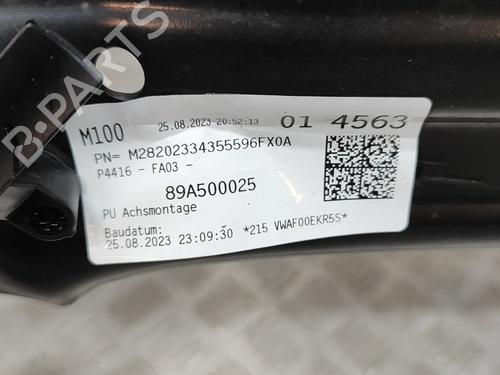 B-PARTS
M100 25.08.2023 20:52:13 01 4563
PN= M28202334355596FX0A
P4416 - FA03 -
89A500025
PU Achsmontage
Baudatum:
25.08.2023 23:09:30 *215 VWAF00EKR5S*